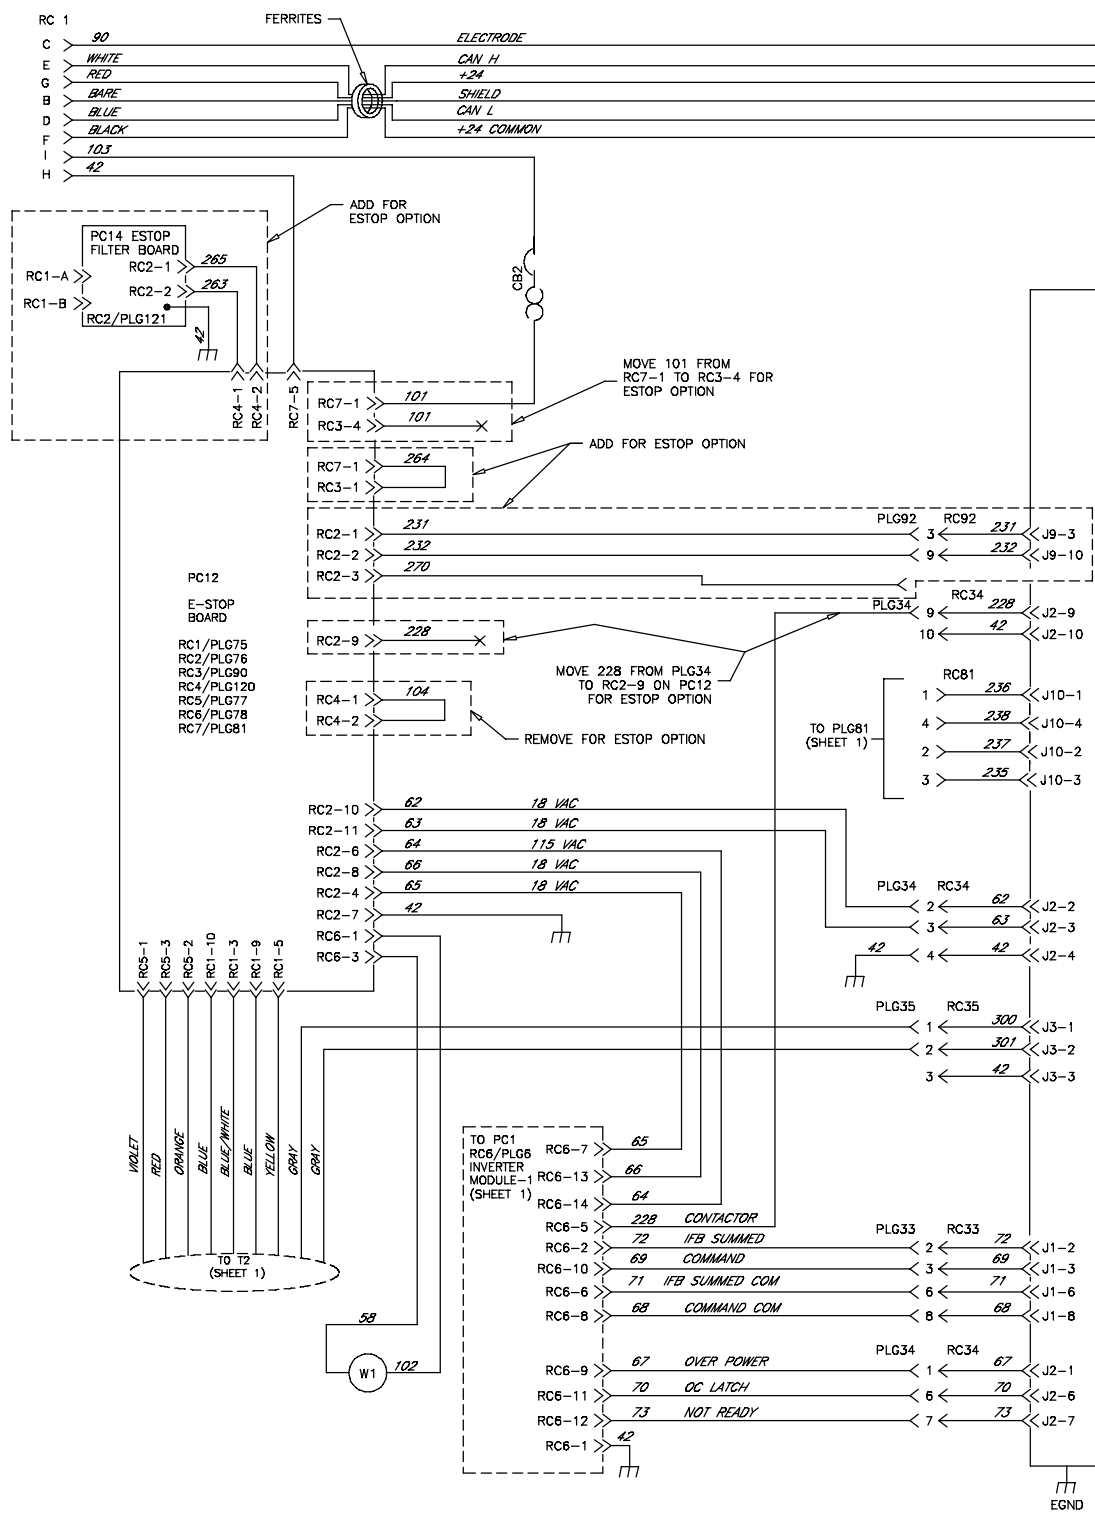 RC 1
FERRITES
C 90 ELECTRODE
E WHITE CAN H
G RED +24
B BARE SHIELD
D BLUE CAN L
F BLACK +24 COMMON
I 103
H 42
ADD FOR
ESTOP OPTION
PC14 ESTOP
FILTER BOARD
RC2-1 265
RC1-A
RC2-2 263
RC1-B
RC2/PLG121
42
CB2
RC4-1
RC4-2
RC7-5
MOVE 101 FROM
RC7-1 TO RC3-4 FOR
ESTOP OPTION
RC7-1 101
RC3-4 101
ADD FOR ESTOP OPTION
RC7-1 264
RC3-1
PLG92 RC92
RC2-1 231 3 231 J9-3
RC2-2 232 9 232 J9-10
RC2-3 270
PC12
E-STOP
BOARD
RC1/PLG75
RC2/PLG76
RC3/PLG90
RC4/PLG120
RC5/PLG77
RC6/PLG78
RC7/PLG81
PLG34 RC34
9 228 J2-9
10 42 J2-10
RC2-9 228
MOVE 228 FROM PLG34
TO RC2-9 ON PC12
FOR ESTOP OPTION
RC4-1 104
RC4-2
REMOVE FOR ESTOP OPTION
RC81
TO PLG81
(SHEET 1)
1 236 J10-1
4 238 J10-4
2 237 J10-2
3 235 J10-3
RC2-10 62 18 VAC
RC2-11 63 18 VAC
RC2-6 64 115 VAC
RC2-8 66 18 VAC
RC2-4 65 18 VAC
RC2-7 42
RC6-1
RC6-3
PLG34 RC34
2 62 J2-2
3 63 J2-3
42 4 42 J2-4
RC5-1
RC5-3
RC5-2
RC1-10
RC1-3
RC1-9
RC1-5
PLG35 RC35
1 300 J3-1
2 301 J3-2
3 42 J3-3
VIOLET
RED
ORANGE
BLUE
BLUE/WHITE
BLUE
YELLOW
GRAY
GRAY
TO T2
(SHEET 1)
58
W1 102
TO PC1
RC6/PLG6
INVERTER
MODULE-1
(SHEET 1)
RC6-7 65
RC6-13 66
RC6-14 64
RC6-5 228 CONTACTOR
PLG33 RC33
RC6-2 72 IFB SUMMED 2 72 J1-2
RC6-10 69 COMMAND 3 69 J1-3
RC6-6 71 IFB SUMMED COM 6 71 J1-6
RC6-8 68 COMMAND COM 8 68 J1-8
PLG34 RC34
RC6-9 67 OVER POWER 1 67 J2-1
RC6-11 70 OC LATCH 6 70 J2-6
RC6-12 73 NOT READY 7 73 J2-7
RC6-1 42
EGND